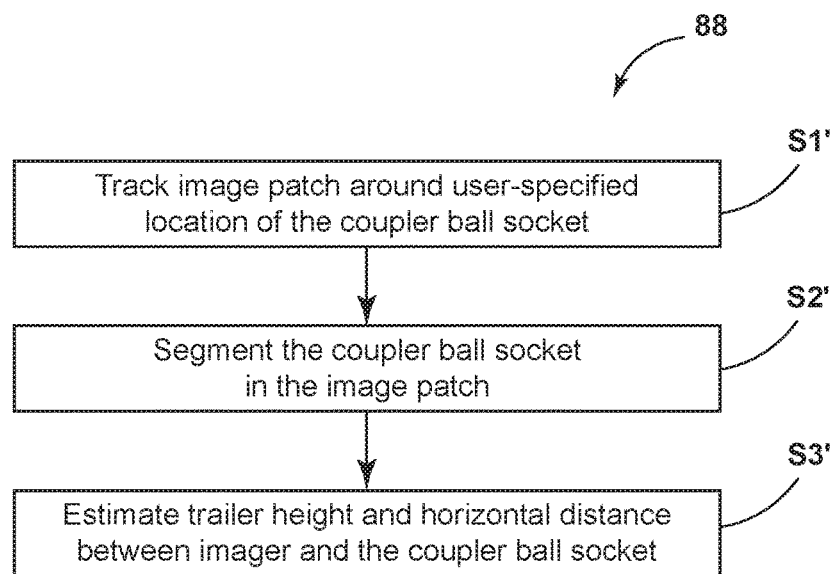 88
S1'
Track image patch around user-specified
location of the coupler ball socket
S2'
Segment the coupler ball socket
in the image patch
S3'
Estimate trailer height and horizontal distance
between imager and the coupler ball socket